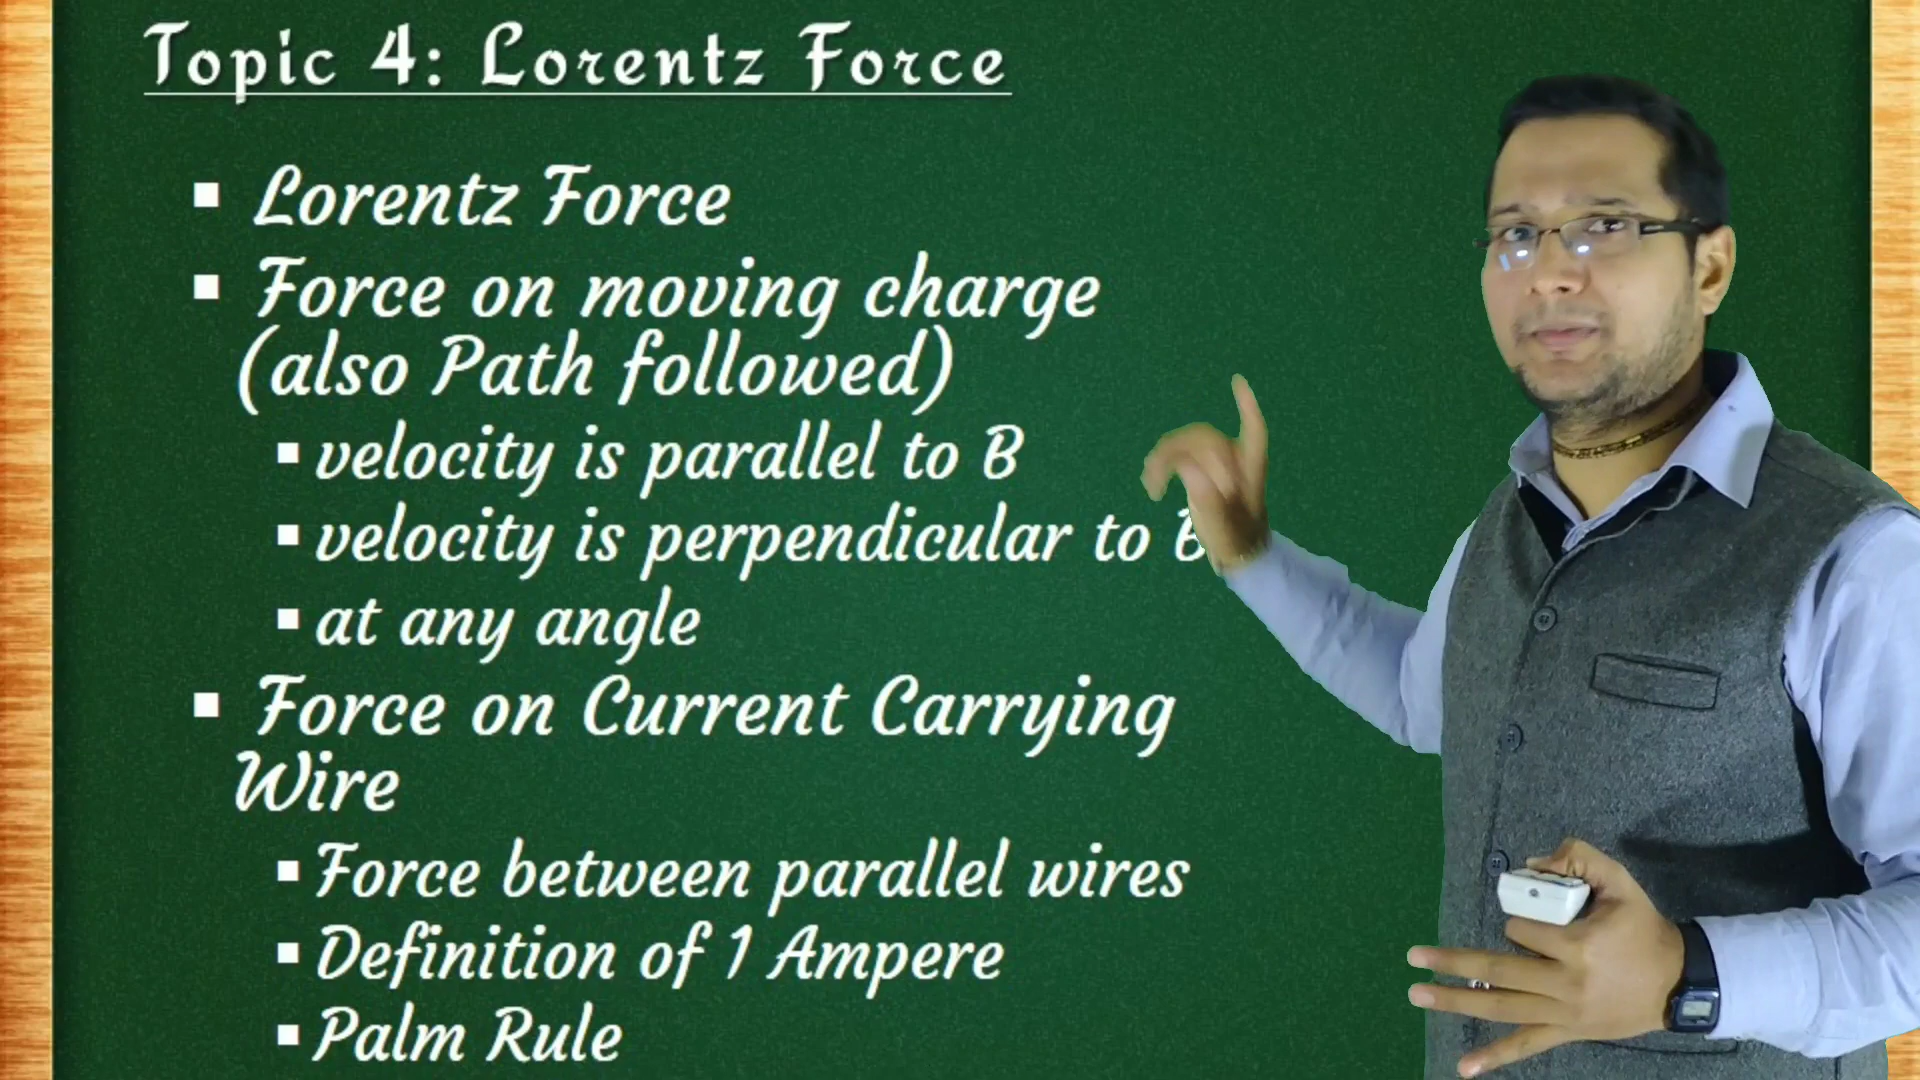 Topic 4: Lorentz Force
▪ Lorentz Force
▪ Force on moving charge
(also Path followed)
▪ velocity is parallel to B
▪ velocity is perpendicular to B
▪ at any angle
▪ Force on Current Carrying
Wire
▪ Force between parallel wires
▪ Definition of 1 Ampere
▪ Palm Rule